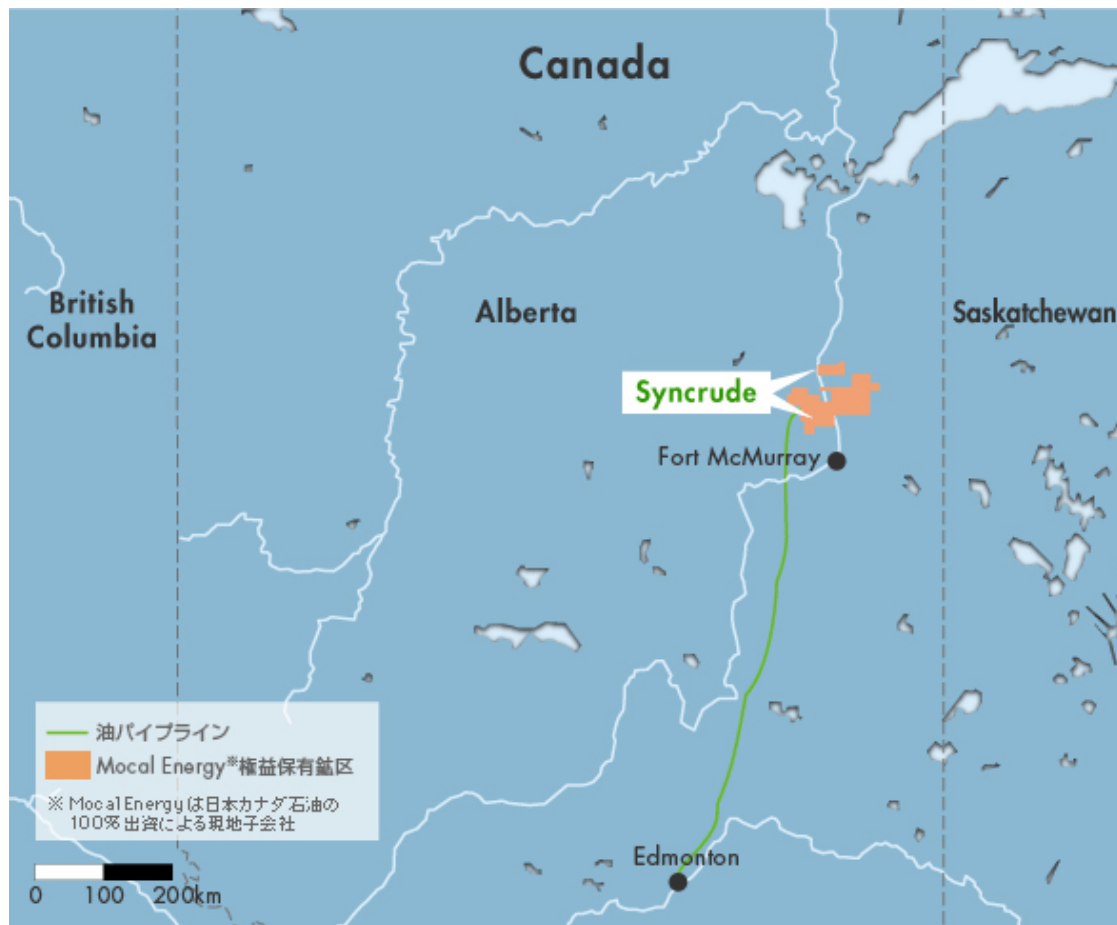 Canada
British
Columbia
Alberta
Saskatchewan
Syncrude
Fort McMurray
油パイプライン
Mocal Energy※権益保有鉱区
※ Mocal Energyは日本カナダ石油の
100%出資による現地子会社
Edmonton
0 100 200km